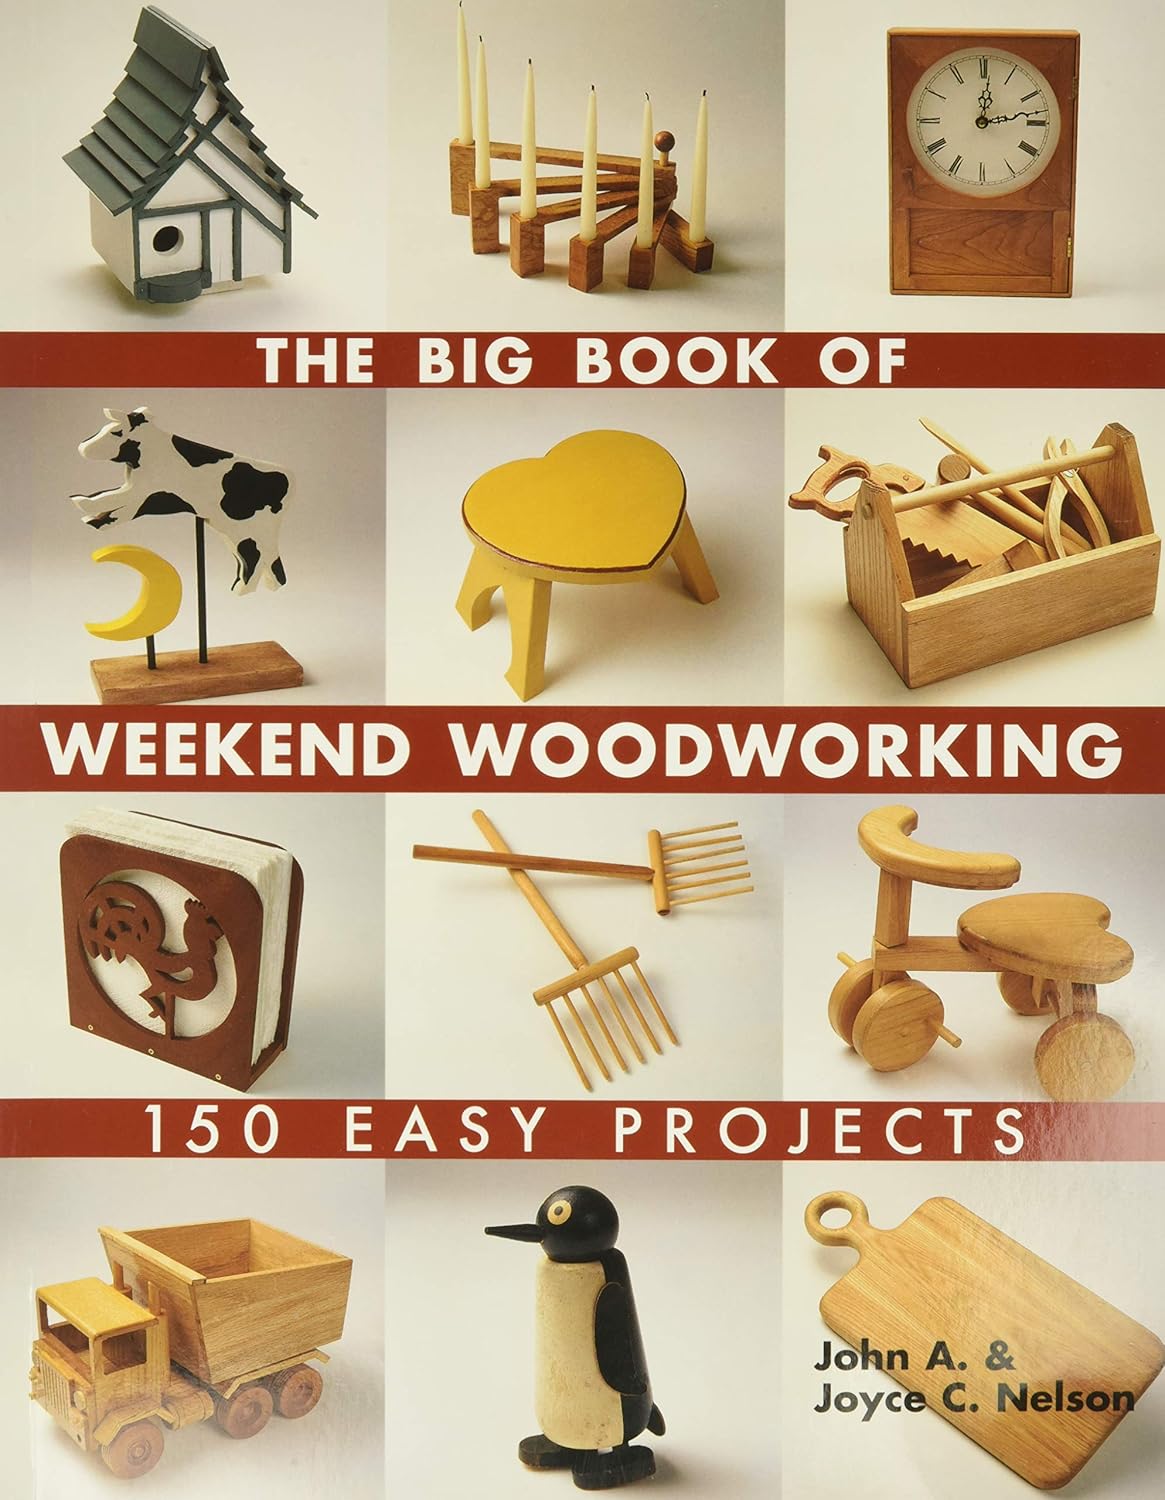 THE BIG BOOK OF
WEEKEND WOODWORKING
150 EASY PROJECTS
John A. &
Joyce C. Nelson